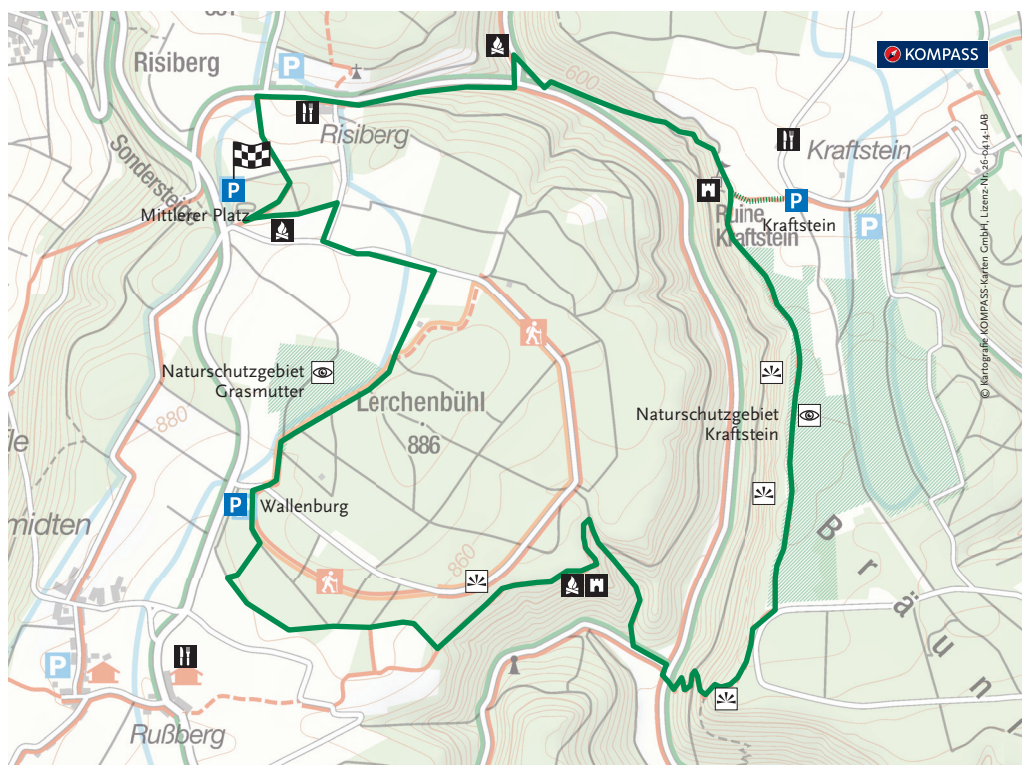 Risiberg
P
600
KOMPASS
Risiberg
Kraftstein
Sondersteige
P
Mittlerer Platz
P
Ruine
Kraftstein
Kraftstein
P
© Kartografie KOMPASS-Karten GmbH, Lizenz-Nr. 26-0414-LAB
Naturschutzgebiet
Grasmutter
Lerchenbühl
886
880
Naturschutzgebiet
Kraftstein
P
Wallenburg
midten
860
Bräun
P
Rußberg